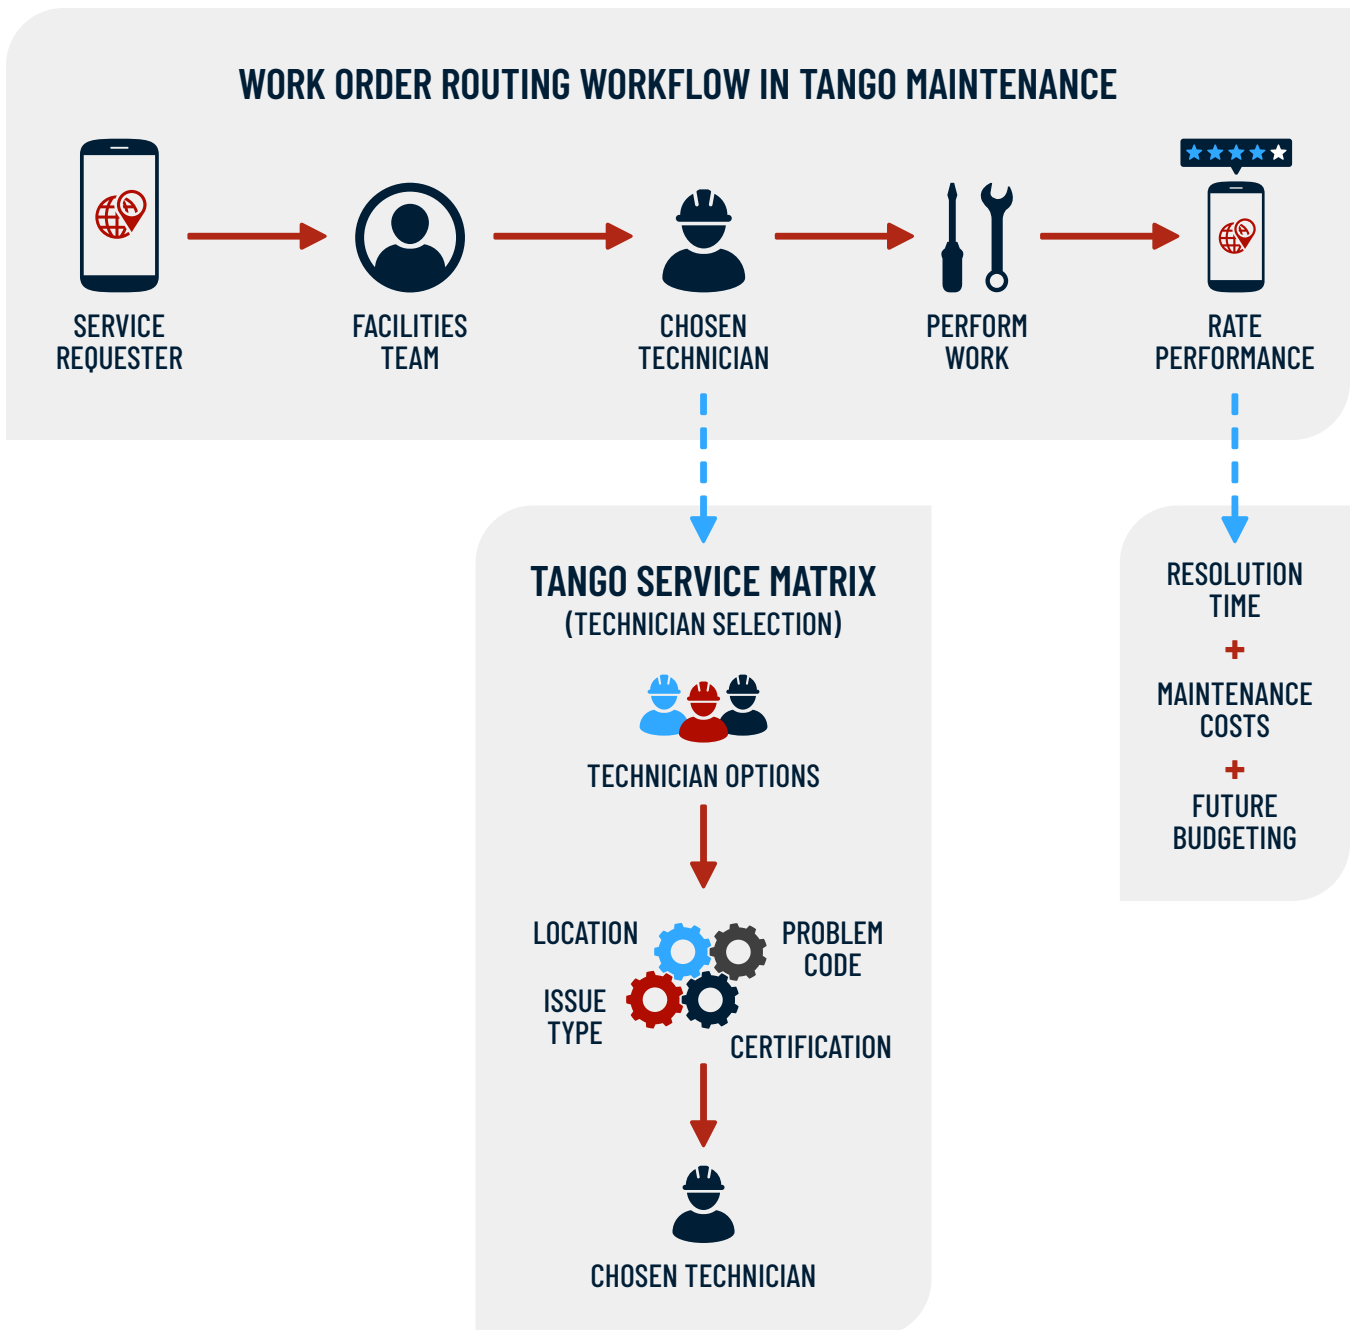 WORK ORDER ROUTING WORKFLOW IN TANGO MAINTENANCE
SERVICE
REQUESTER
FACILITIES
TEAM
CHOSEN
TECHNICIAN
PERFORM
WORK
RATE
PERFORMANCE
TANGO SERVICE MATRIX
(TECHNICIAN SELECTION)
TECHNICIAN OPTIONS
LOCATION
PROBLEM
CODE
ISSUE
TYPE
CERTIFICATION
CHOSEN TECHNICIAN
RESOLUTION
TIME
+
MAINTENANCE
COSTS
+
FUTURE
BUDGETING